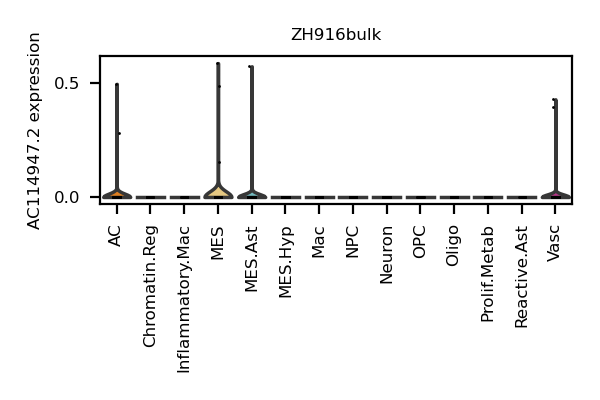 ZH916bulk
AC114947.2 expression
0.5
0.0
AC
Chromatin.Reg
Inflammatory.Mac
MES
MES.Ast
MES.Hyp
Mac
NPC
Neuron
OPC
Oligo
Prolif.Metab
Reactive.Ast
Vasc